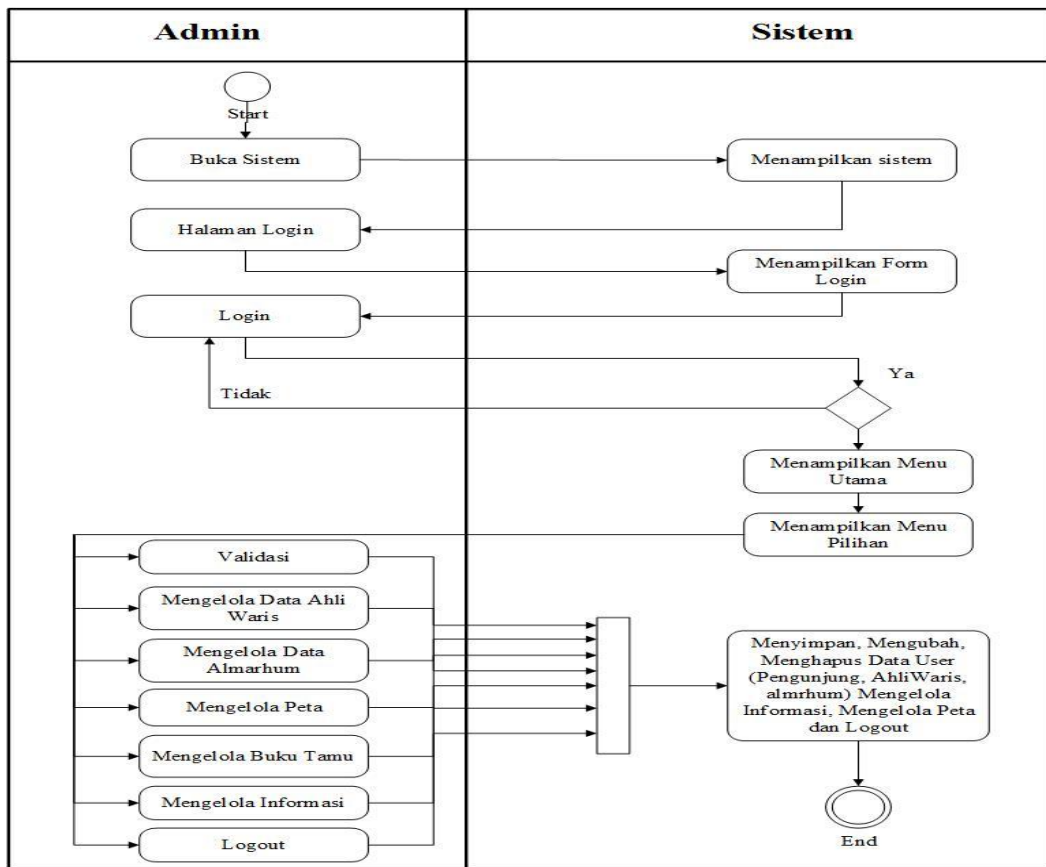 Admin
Sistem
Start
Buka Sistem
Menampilkan sistem
Halaman Login
Menampilkan Form
Login
Login
Ya
Tidak
Menampilkan Menu
Utama
Menampilkan Menu
Pilihan
Validasi
Mengelola Data Ahli
Waris
Mengelola Data
Almarhum
Mengelola Peta
Mengelola Buku Tamu
Mengelola Informasi
Logout
Menyimpan, Mengubah,
Menghapus Data User
(Pengunjung, AhliWaris,
almrhum) Mengelola
Informasi, Mengelola Peta
dan Logout
End